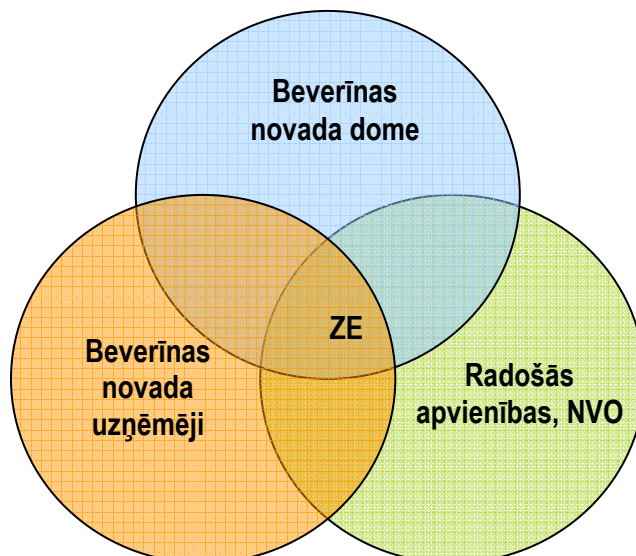 Beverīnas
novada dome
ZE
Beverīnas
novada
uzņēmēji
Radošās
apvienības, NVO